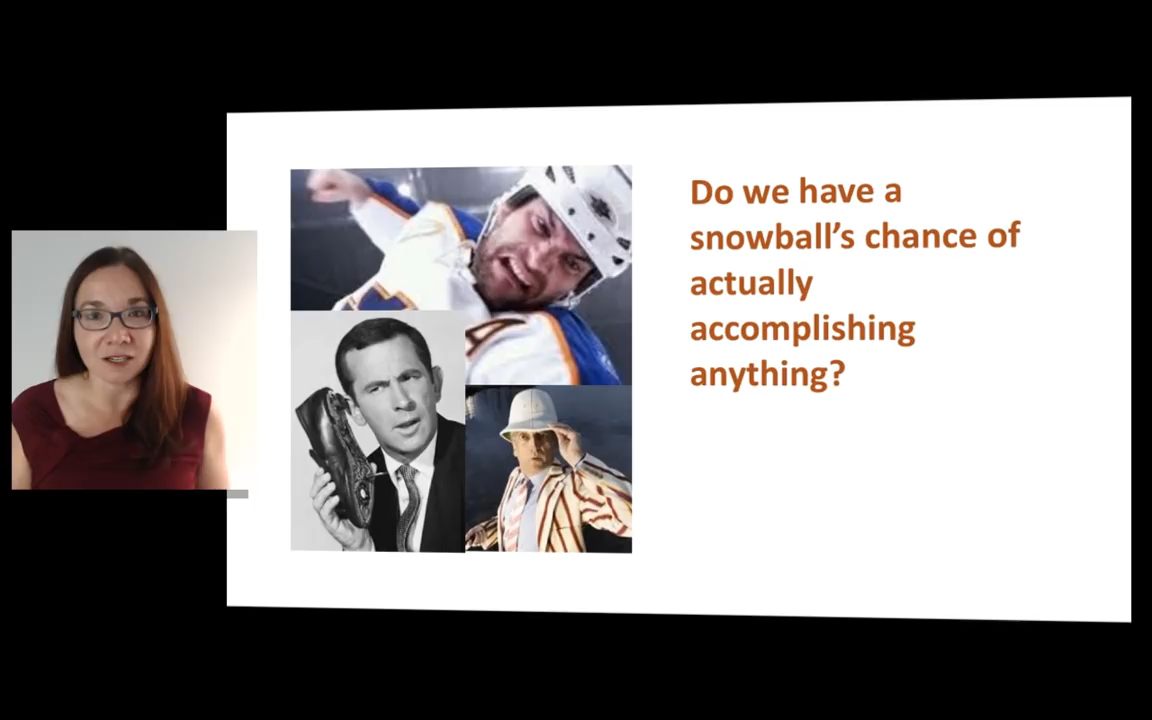 Do we have a
snowball’s chance of
actually
accomplishing
anything?